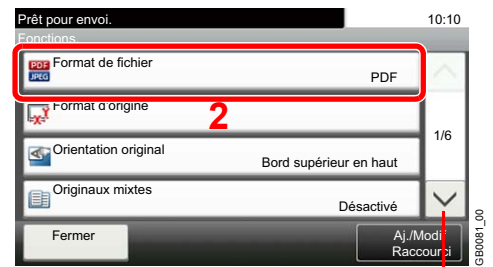 Prêt pour envoi. 10:10
Fonctions
PDF
JPEG
Format de fichier
PDF
Format d'origine
2
1/6
Orientation original
Bord supérieur en haut
Originaux mixtes
Désactivé
Fermer
Aj./Modif
Raccourci
GB0081_00